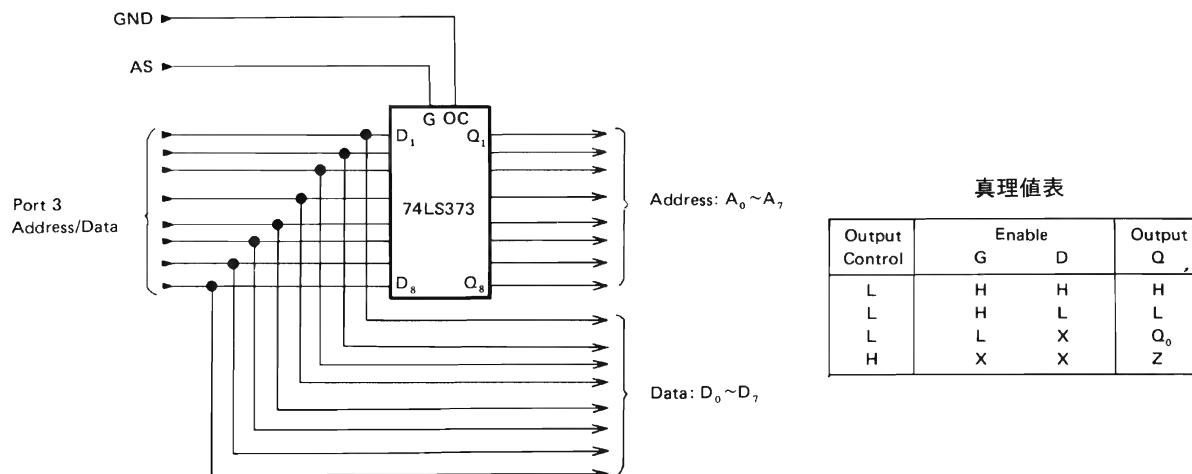 GND
AS
G OC
D₁ Q₁
74LS373
D₈ Q₈
Port 3
Address/Data
Address: A₀~A₇
Data: D₀~D₇
真理値表
Output Control Enable G D Output Q
L H H H
L H L L
L L X Q₀
H X X Z